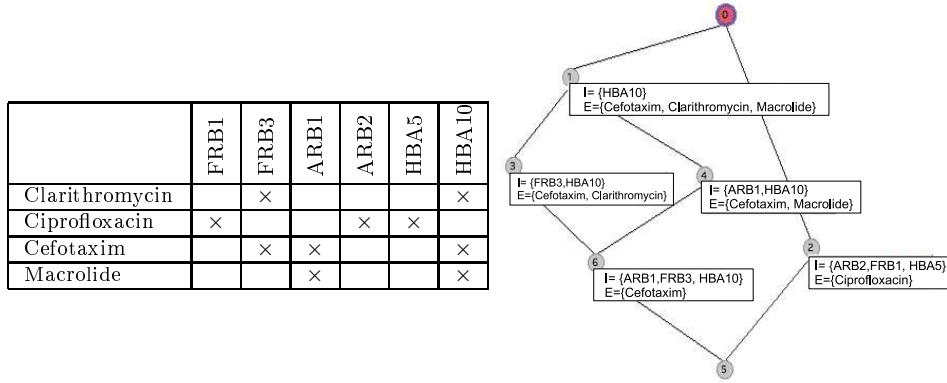 FRB1 FRB3 ARB1 ARB2 HBA5 HBA10
Clarithromycin × ×
Ciprofloxacin × × ×
Cefotaxim × × ×
Macrolide × ×
0
1
I= {HBA10}
E={Cefotaxim, Clarithromycin, Macrolide}
3
I= {FRB3,HBA10}
E={Cefotaxim, Clarithromycin}
4
I= {ARB1,HBA10}
E={Cefotaxim, Macrolide}
2
I= {ARB2,FRB1, HBA5}
E={Ciprofloxacin}
6
I= {ARB1,FRB3, HBA10}
E={Cefotaxim}
5